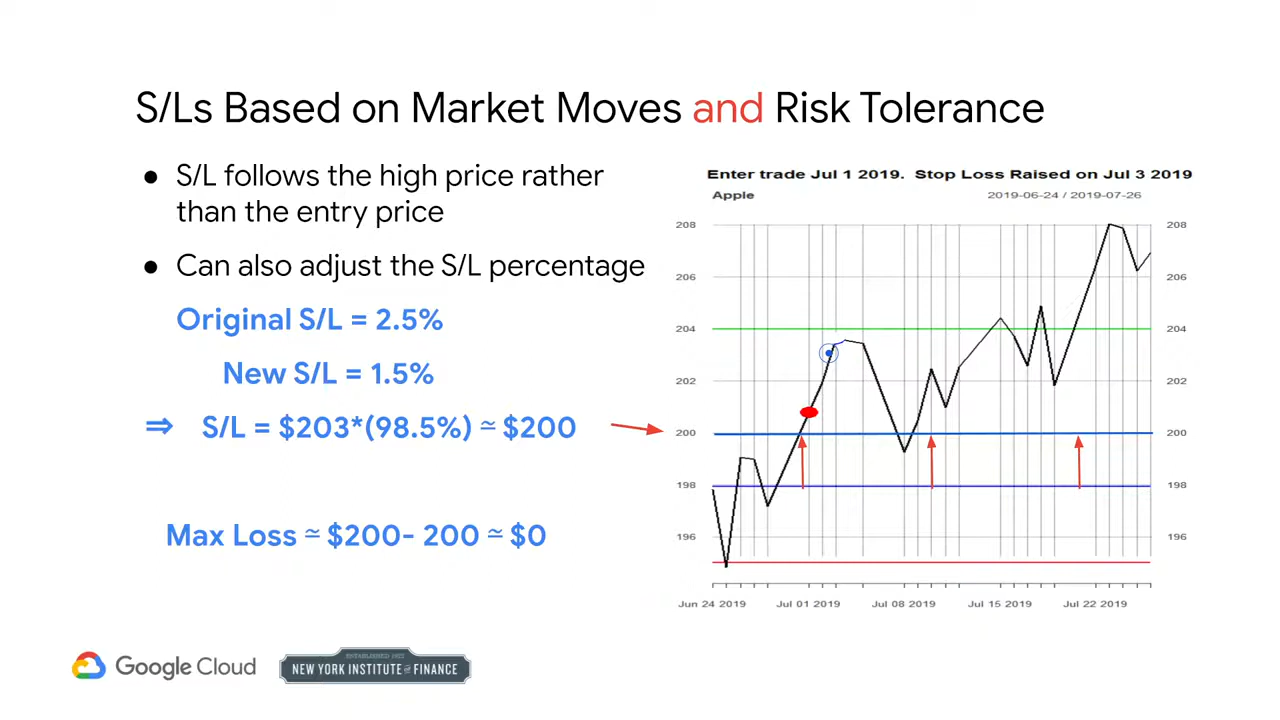 S/Ls Based on Market Moves and Risk Tolerance
● S/L follows the high price rather
than the entry price
● Can also adjust the S/L percentage
Original S/L = 2.5%
New S/L = 1.5%
⇒ S/L = $203*(98.5%) ≃ $200
Max Loss ≃ $200- 200 ≃ $0
Enter trade Jul 1 2019. Stop Loss Raised on Jul 3 2019
Apple 2019-06-24 / 2019-07-26
208 208
206 206
204 204
202 202
200 200
198 198
196 196
Jun 24 2019 Jul 01 2019 Jul 08 2019 Jul 15 2019 Jul 22 2019
Google Cloud
ESTABLISHED 1922
NEW YORK INSTITUTE OF FINANCE